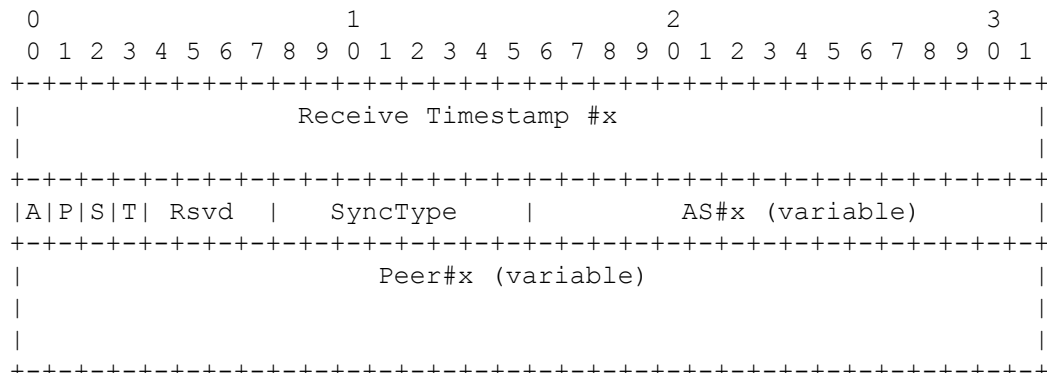 0                   1                   2                   3
 0 1 2 3 4 5 6 7 8 9 0 1 2 3 4 5 6 7 8 9 0 1 2 3 4 5 6 7 8 9 0 1
+-+-+-+-+-+-+-+-+-+-+-+-+-+-+-+-+-+-+-+-+-+-+-+-+-+-+-+-+-+-+-+-+
|                  Receive Timestamp #x                         |
|                                                               |
+-+-+-+-+-+-+-+-+-+-+-+-+-+-+-+-+-+-+-+-+-+-+-+-+-+-+-+-+-+-+-+-+
|A|P|S|T| Rsvd  |   SyncType    |         AS#x (variable)       |
+-+-+-+-+-+-+-+-+-+-+-+-+-+-+-+-+-+-+-+-+-+-+-+-+-+-+-+-+-+-+-+-+
|                       Peer#x (variable)                       |
|                                                               |
|                                                               |
+-+-+-+-+-+-+-+-+-+-+-+-+-+-+-+-+-+-+-+-+-+-+-+-+-+-+-+-+-+-+-+-+